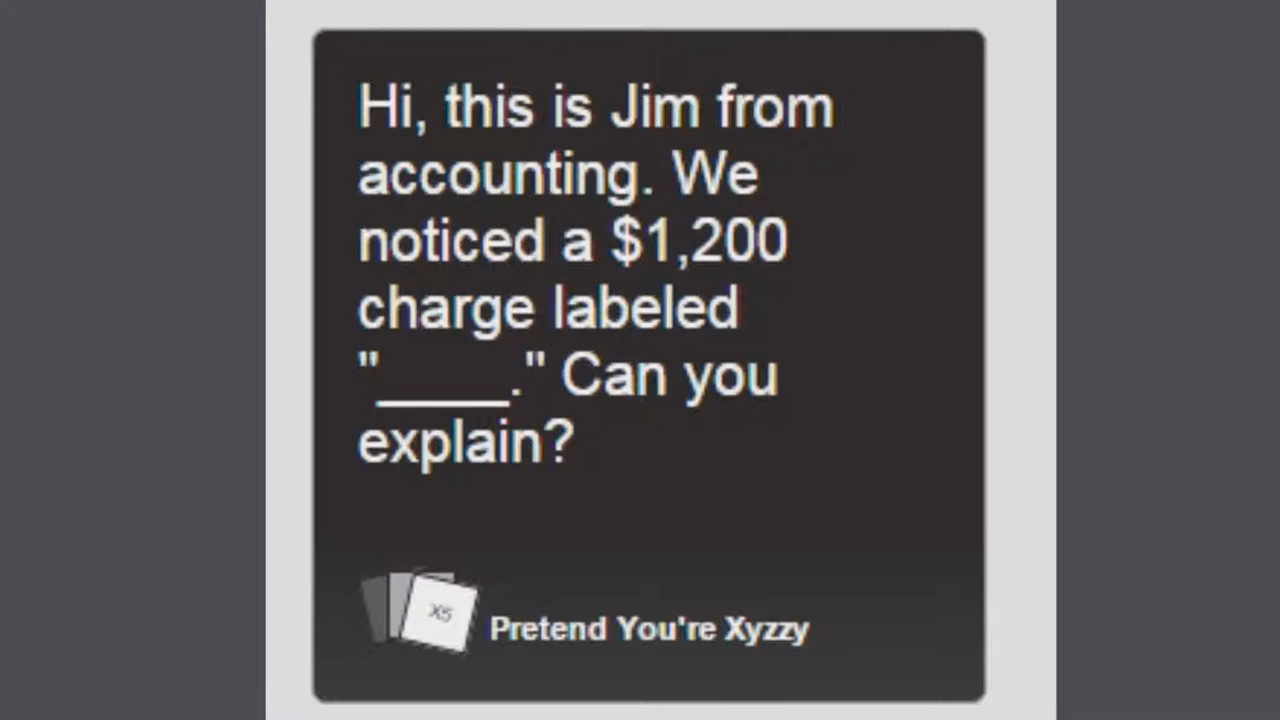 Hi, this is Jim from
accounting. We
noticed a $1,200
charge labeled
"____." Can you
explain?
X5
Pretend You're Xyzzy